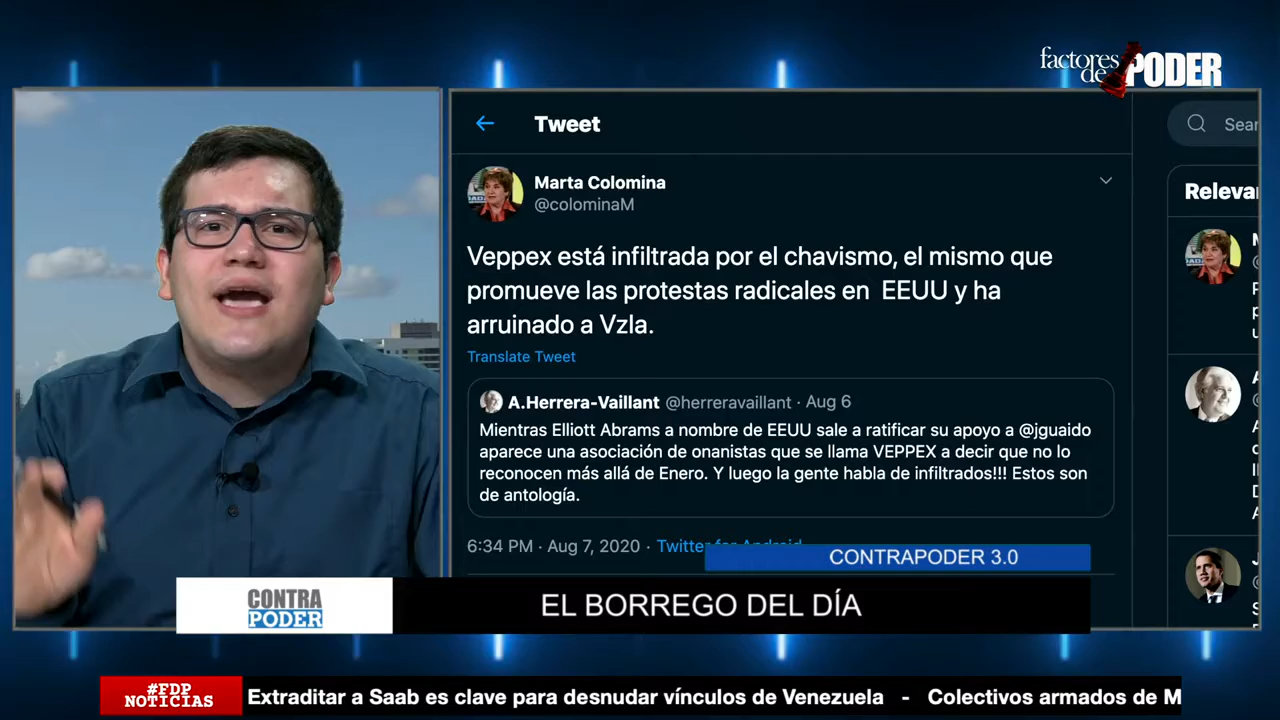 factores
de PODER
Tweet
Sear
Marta Colomina
@colominaM
Relevan
Veppex está infiltrada por el chavismo, el mismo que
promueve las protestas radicales en EEUU y ha
arruinado a Vzla.
Translate Tweet
A.Herrera-Vaillant @herreravaillant · Aug 6
Mientras Elliott Abrams a nombre de EEUU sale a ratificar su apoyo a @jguaido
aparece una asociación de onanistas que se llama VEPPEX a decir que no lo
reconocen más allá de Enero. Y luego la gente habla de infiltrados!!! Estos son
de antología.
6:34 PM · Aug 7, 2020 · Twitter for Android
CONTRAPODER 3.0
CONTRA
PODER
EL BORREGO DEL DÍA
#FDP
NOTICIAS
Extraditar a Saab es clave para desnudar vínculos de Venezuela - Colectivos armados de M